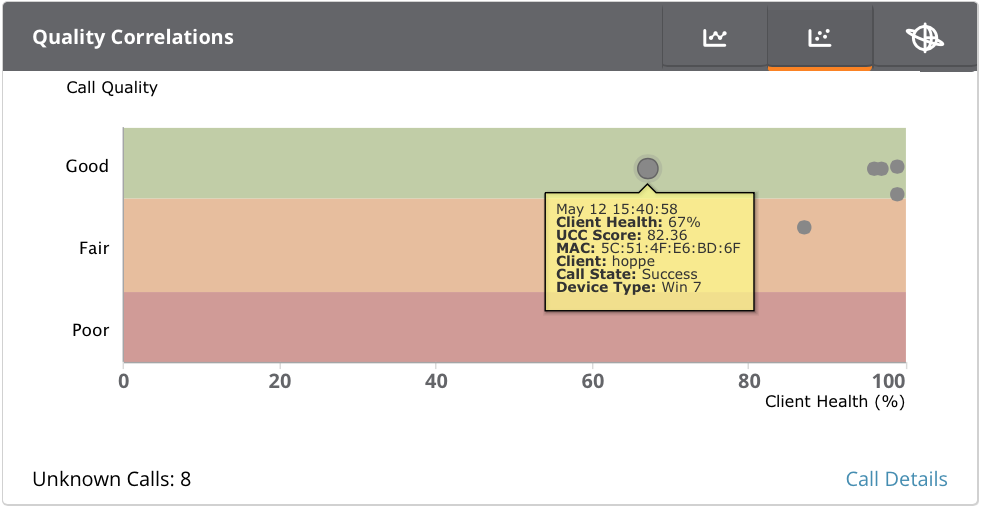 Quality Correlations
Call Quality
Good
May 12 15:40:58
Client Health: 67%
UCC Score: 82.36
MAC: 5C:51:4F:E6:BD:6F
Client: hoppe
Call State: Success
Device Type: Win 7
Fair
Poor
0 20 40 60 80 100
Client Health (%)
Unknown Calls: 8
Call Details